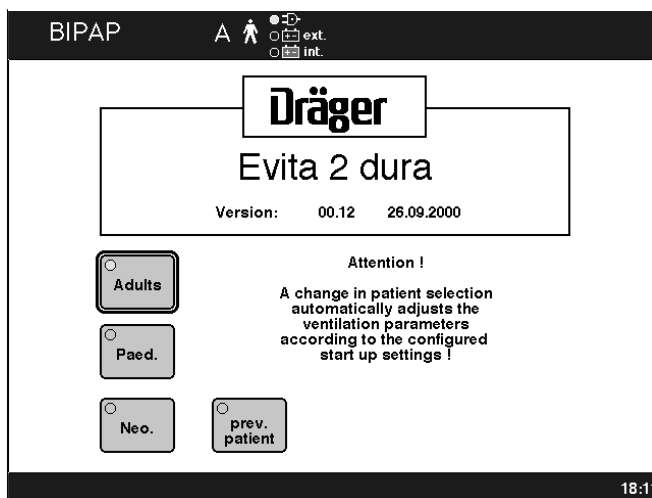 BIPAP
A
ext.
int.
Dräger
Evita 2 dura
Version: 00.12 26.09.2000
Adults
Paed.
Neo.
prev.
patient
Attention !
A change in patient selection
automatically adjusts the
ventilation parameters
according to the configured
start up settings !